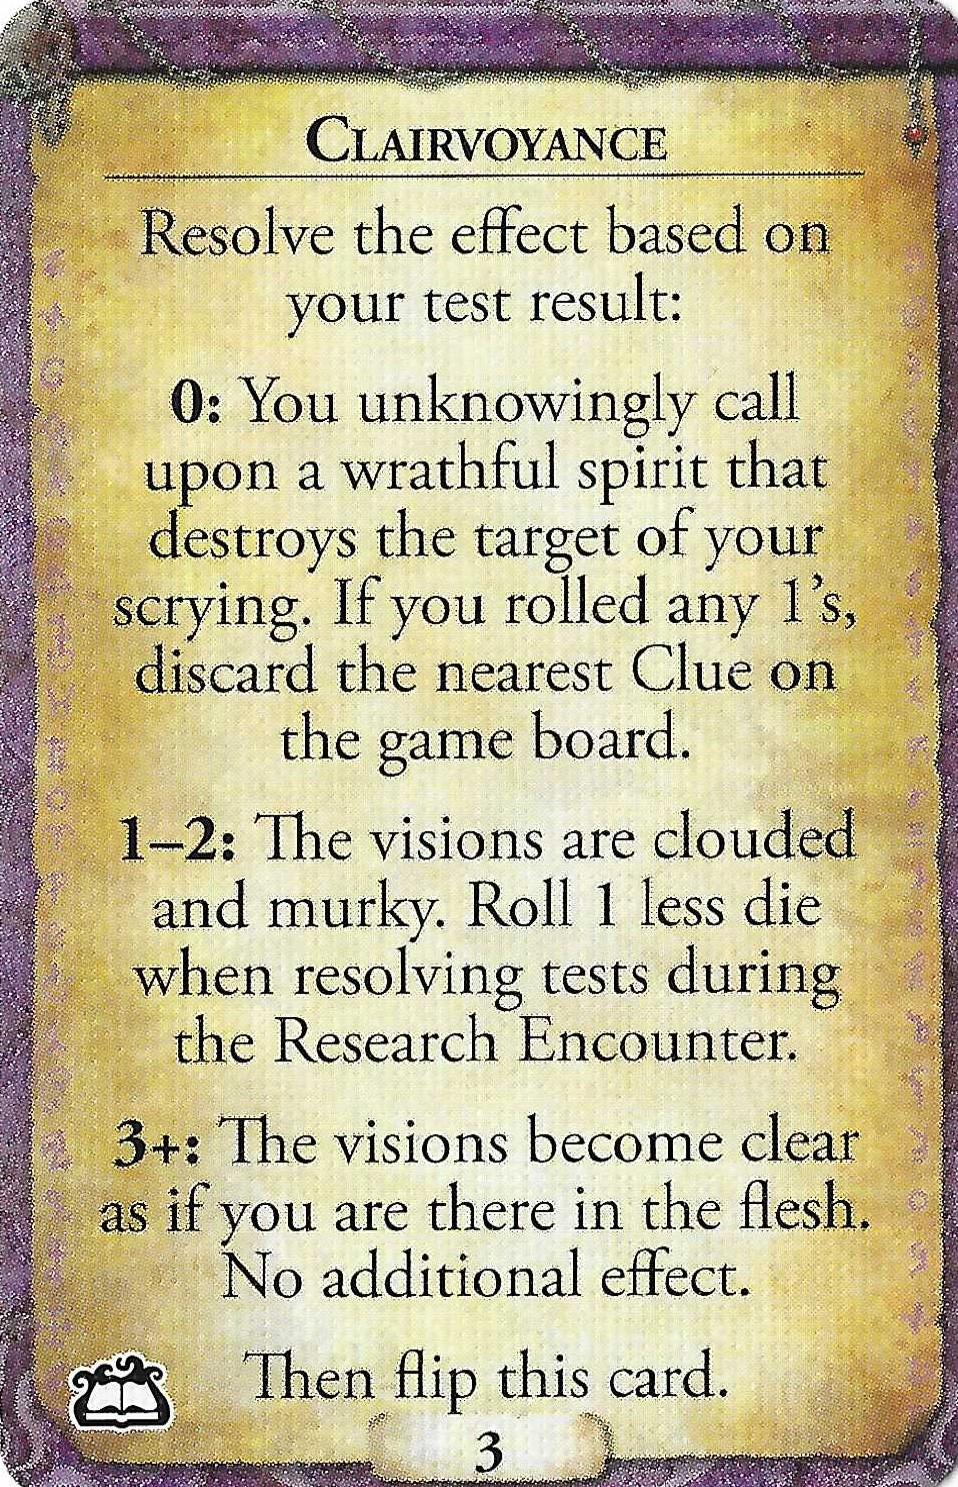 Clairvoyance
Resolve the effect based on
your test result:
0: You unknowingly call
upon a wrathful spirit that
destroys the target of your
scrying. If you rolled any 1's,
discard the nearest Clue on
the game board.
1–2: The visions are clouded
and murky. Roll 1 less die
when resolving tests during
the Research Encounter.
3+: The visions become clear
as if you are there in the flesh.
No additional effect.
Then flip this card.
3